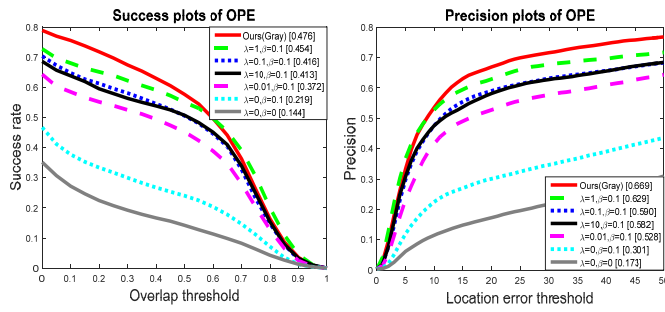 Success plots of OPE
Success rate
0.8
0.7
0.6
0.5
0.4
0.3
0.2
0.1
0
0 0.1 0.2 0.3 0.4 0.5 0.6 0.7 0.8 0.9 1
Overlap threshold
Ours(Gray) [0.476]
λ=1,β=0.1 [0.454]
λ=0.1,β=0.1 [0.416]
λ=10,β=0.1 [0.413]
λ=0.01,β=0.1 [0.372]
λ=0,β=0.1 [0.219]
λ=0,β=0 [0.144]
Precision plots of OPE
Precision
0.8
0.7
0.6
0.5
0.4
0.3
0.2
0.1
0
0 5 10 15 20 25 30 35 40 45 50
Location error threshold
Ours(Gray) [0.669]
λ=1,β=0.1 [0.629]
λ=0.1,β=0.1 [0.590]
λ=10,β=0.1 [0.582]
λ=0.01,β=0.1 [0.528]
λ=0,β=0.1 [0.301]
λ=0,β=0 [0.173]